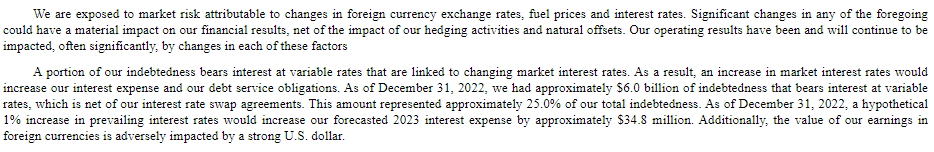 We are exposed to market risk attributable to changes in foreign currency exchange rates, fuel prices and interest rates. Significant changes in any of the foregoing
could have a material impact on our financial results, net of the impact of our hedging activities and natural offsets. Our operating results have been and will continue to be
impacted, often significantly, by changes in each of these factors
A portion of our indebtedness bears interest at variable rates that are linked to changing market interest rates. As a result, an increase in market interest rates would
increase our interest expense and our debt service obligations. As of December 31, 2022, we had approximately $6.0 billion of indebtedness that bears interest at variable
rates, which is net of our interest rate swap agreements. This amount represented approximately 25.0% of our total indebtedness. As of December 31, 2022, a hypothetical
1% increase in prevailing interest rates would increase our forecasted 2023 interest expense by approximately $34.8 million. Additionally, the value of our earnings in
foreign currencies is adversely impacted by a strong U.S. dollar.